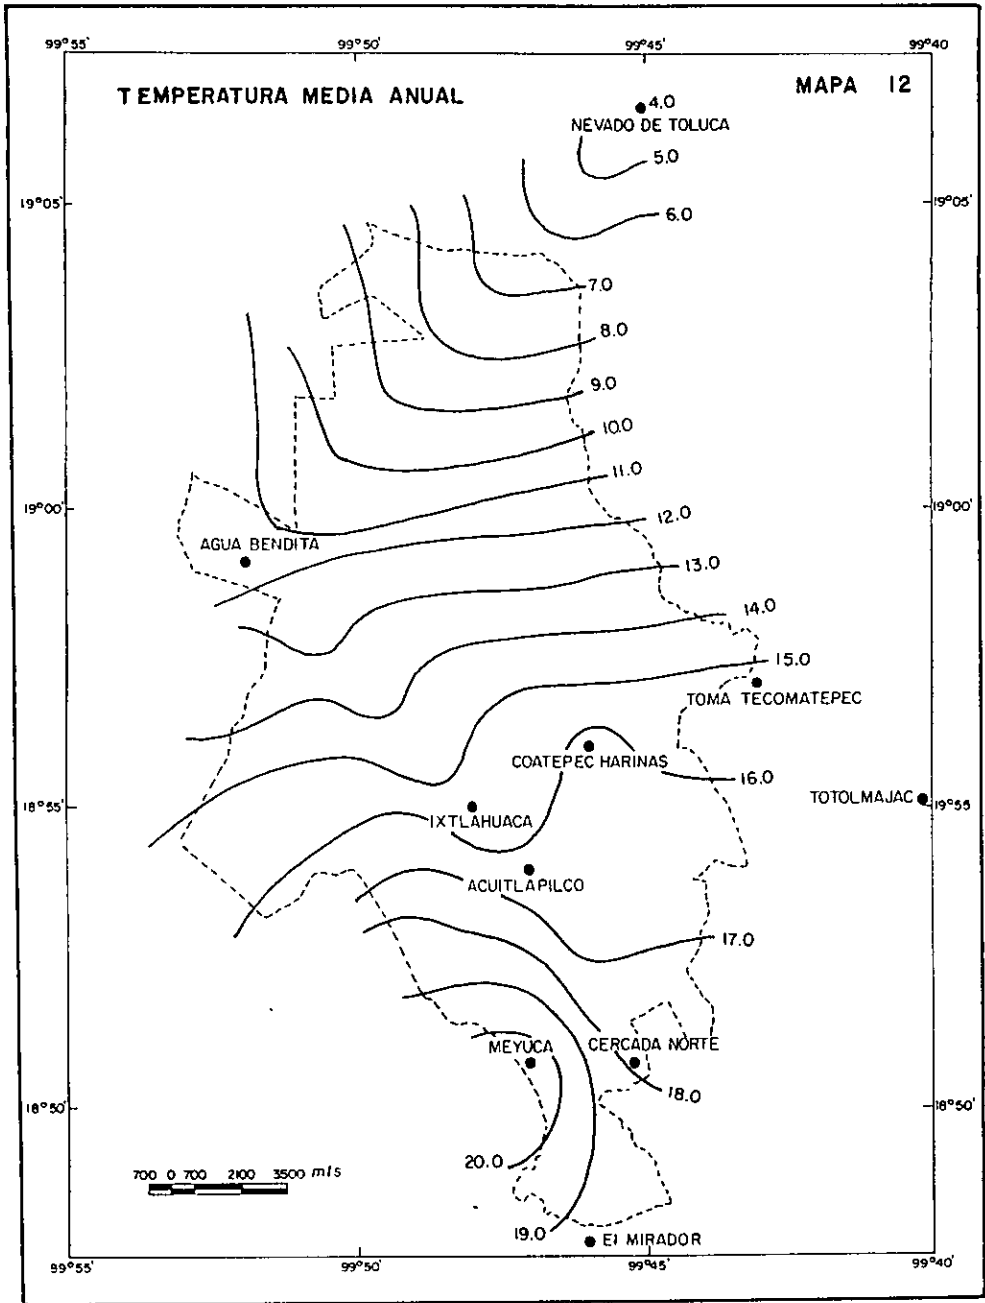 99°55' 99°50' 99°45' 99°40'
TEMPERATURA MEDIA ANUAL
MAPA 12
4.0
NEVADO DE TOLUCA
5.0
19°05' 19°05'
6.0
7.0
8.0
9.0
10.0
11.0
19°00' 19°00'
12.0
AGUA BENDITA
13.0
14.0
15.0
TOMA TECOMATEPEC
COATEPEC HARINAS
16.0
TOTOLMAJAC
18°55' 19°55'
IXTLAHUACA
ACUITLAPILCO
17.0
MEYUCA
CERCADA NORTE
18.0
18°50' 18°50'
20.0
700 0 700 2100 3500 mts
19.0
El MIRADOR
99°55' 99°50' 99°45' 99°40'